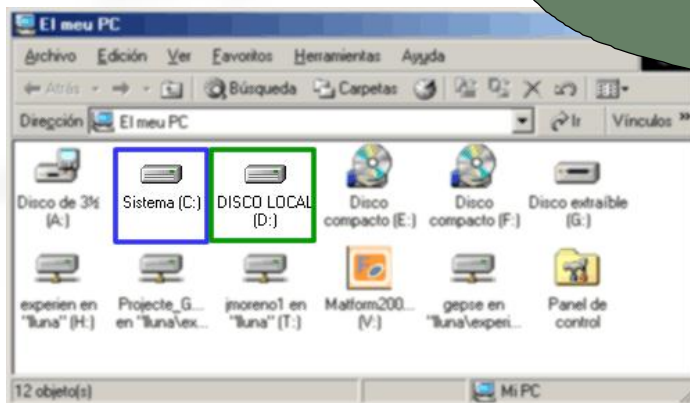 El meu PC
Archivo Edición Ver Favoritos Herramientas Ayuda
Atrás Búsqueda Carpetas
Dirección El meu PC Ir Vínculos »
Disco de 3½ (A:)
Sistema (C:)
DISCO LOCAL (D:)
Disco compacto (E:)
Disco compacto (F:)
Disco extraíble (G:)
experien en "lluna" (H:)
Projecte_G... en "lluna\ex...
jmoreno1 en "lluna" (T:)
Matform200... (V:)
gepse en "lluna\experi...
Panel de control
12 objeto(s) Mi PC